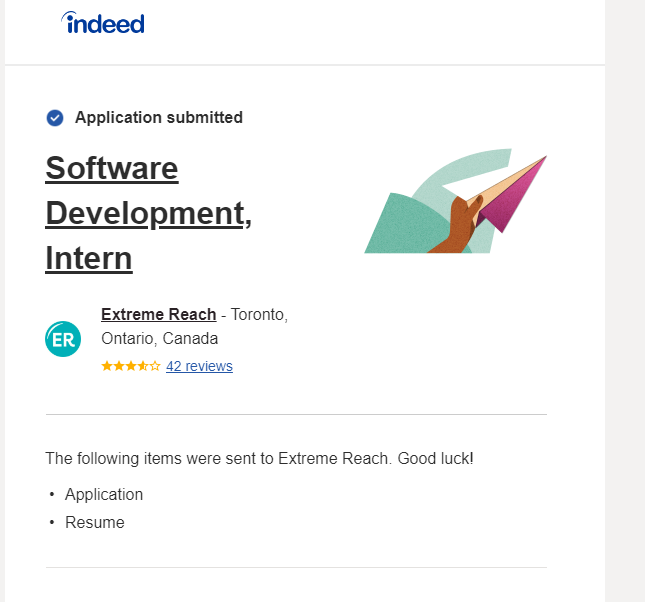 indeed
Application submitted
Software
Development,
Intern
Extreme Reach - Toronto,
Ontario, Canada
ER
42 reviews
The following items were sent to Extreme Reach. Good luck!
• Application
• Resume